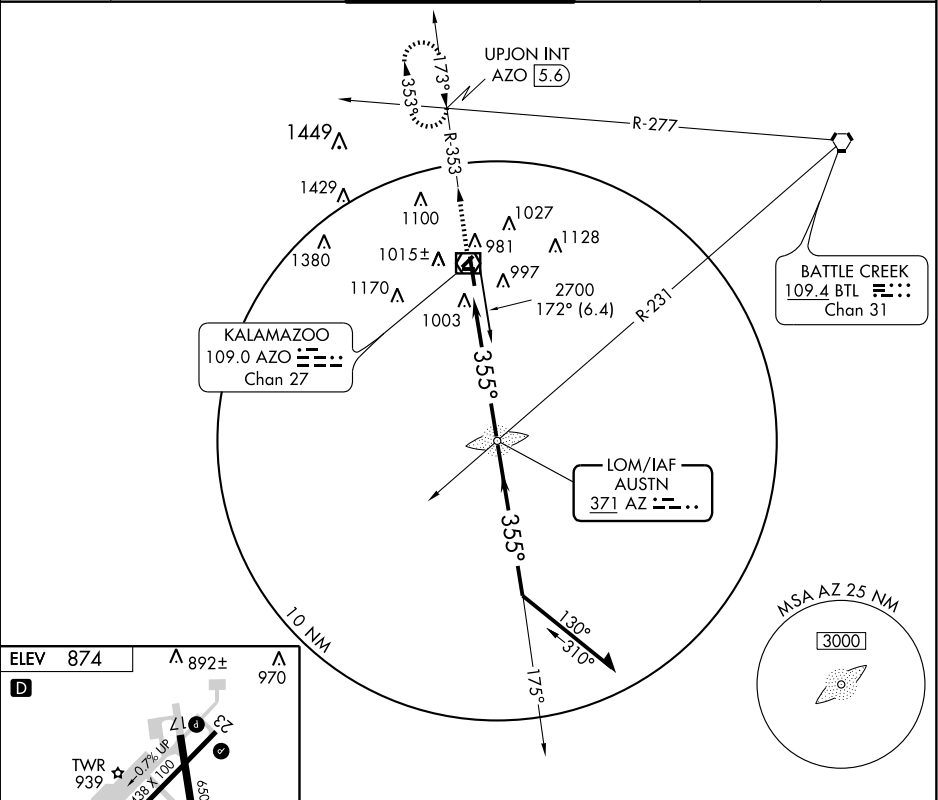 UPJON INT
AZO 5.6
173°
353°
R-353
R-277
1449
1429
1380
1100
1027
1015±
981
1128
997
1170
1003
2700
172° (6.4)
BATTLE CREEK
109.4 BTL
Chan 31
R-231
KALAMAZOO
109.0 AZO
Chan 27
355°
LOM/IAF
AUSTN
371 AZ
355°
130°
310°
175°
10 NM
MSA AZ 25 NM
3000
ELEV 874
D
892±
970
17
P
23
P
TWR
939
0.7% UP
38 X 100
650